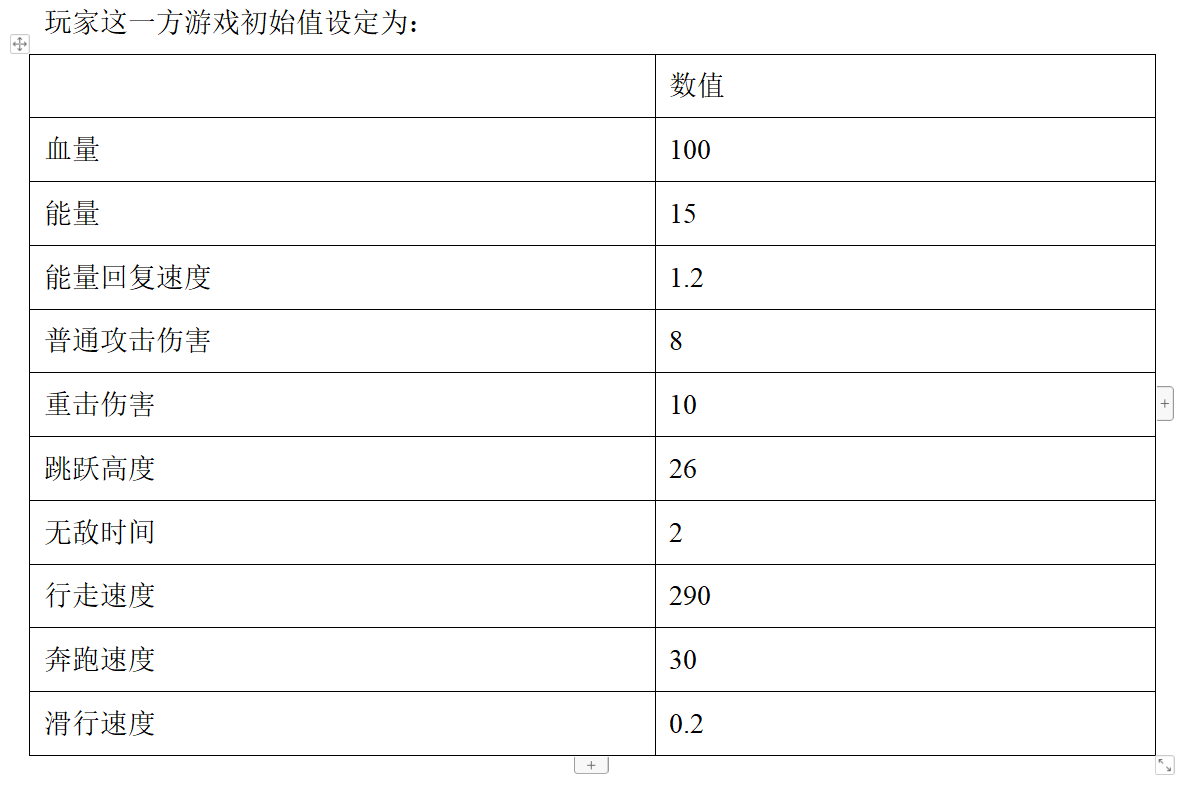 玩家这一方游戏初始值设定为：
数值
血量 100
能量 15
能量回复速度 1.2
普通攻击伤害 8
重击伤害 10
跳跃高度 26
无敌时间 2
行走速度 290
奔跑速度 30
滑行速度 0.2